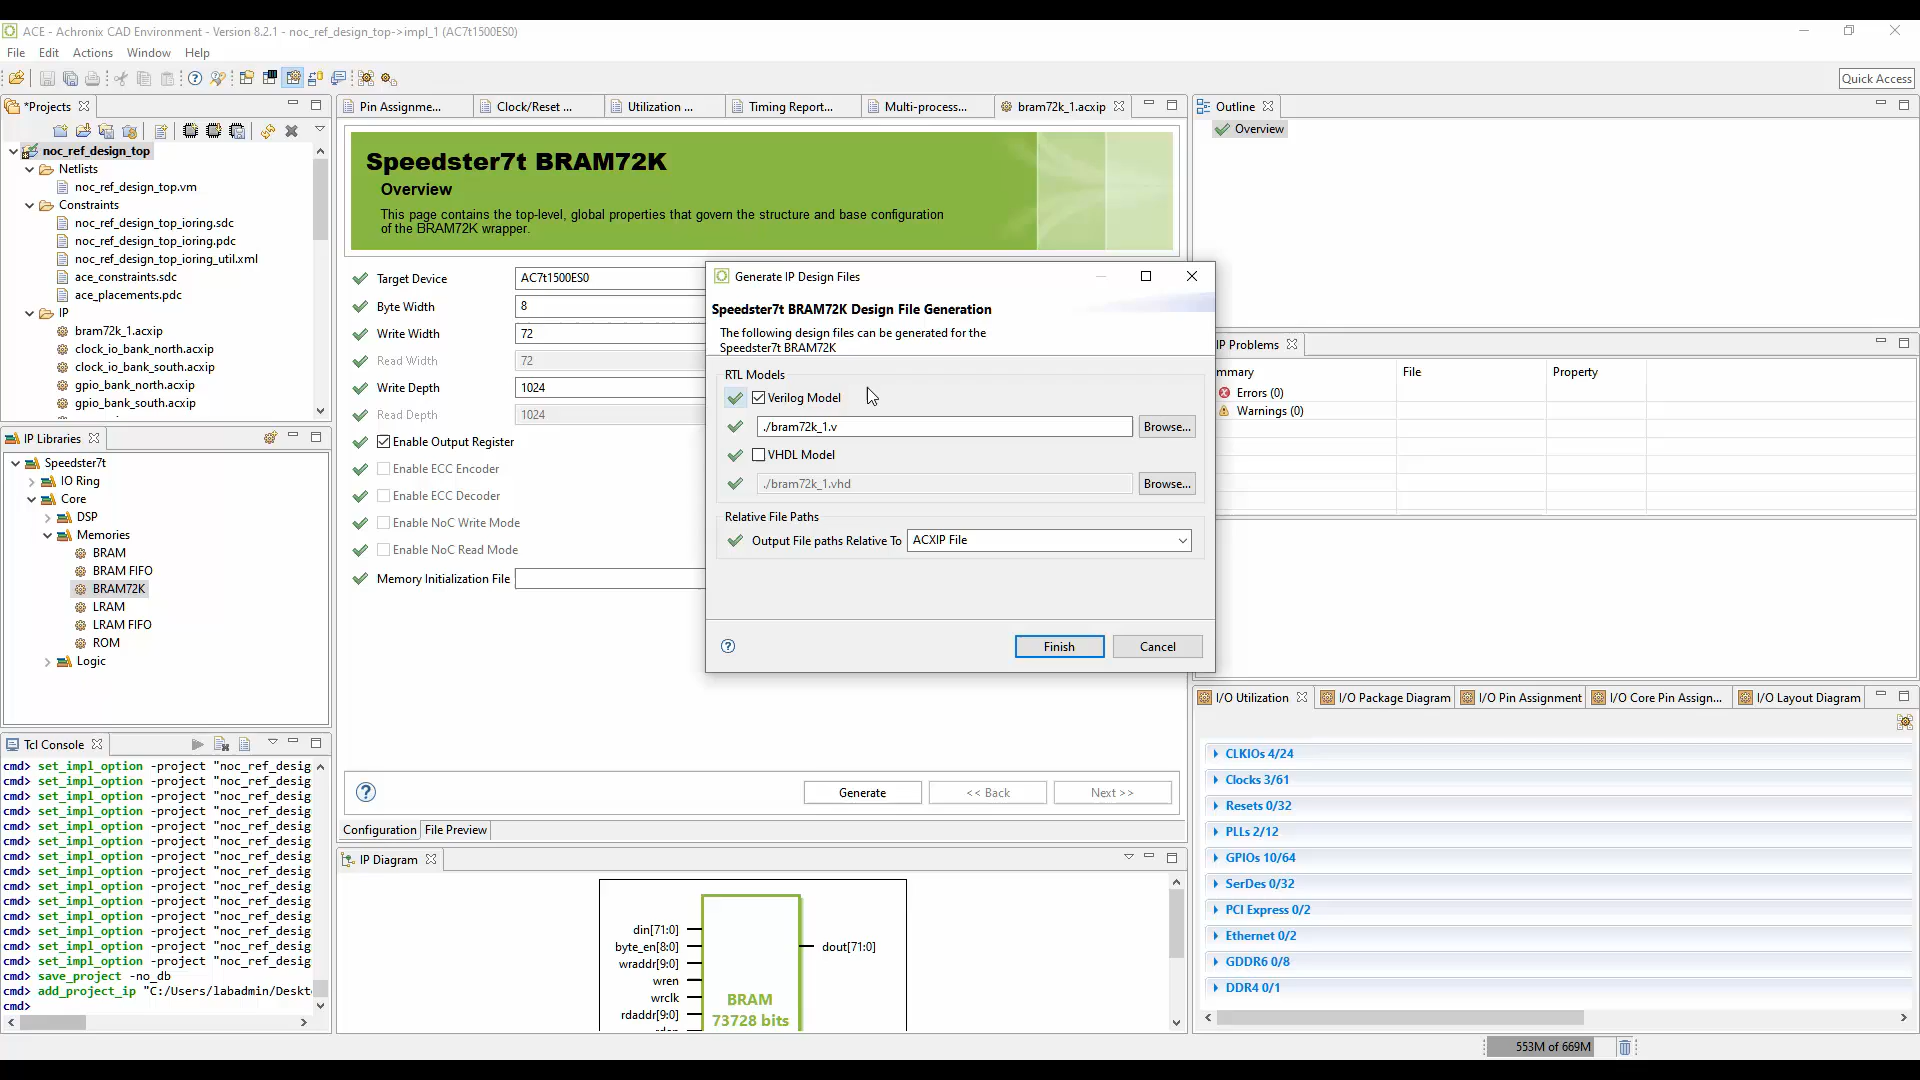 ACE - Achronix CAD Environment - Version 8.2.1 - noc_ref_design_top->impl_1 (AC7t1500ES0)
File Edit Actions Window Help
Quick Access
*Projects
noc_ref_design_top
Netlists
noc_ref_design_top.vm
Constraints
noc_ref_design_top_ioring.sdc
noc_ref_design_top_ioring.pdc
noc_ref_design_top_ioring_util.xml
ace_constraints.sdc
ace_placements.pdc
IP
bram72k_1.acxip
clock_io_bank_north.acxip
clock_io_bank_south.acxip
gpio_bank_north.acxip
gpio_bank_south.acxip
IP Libraries
Speedster7t
IO Ring
Core
DSP
Memories
BRAM
BRAM FIFO
BRAM72K
LRAM
LRAM FIFO
ROM
Logic
Tcl Console
cmd> set_impl_option -project "noc_ref_desig
cmd> set_impl_option -project "noc_ref_desig
cmd> set_impl_option -project "noc_ref_desig
cmd> set_impl_option -project "noc_ref_desig
cmd> set_impl_option -project "noc_ref_desig
cmd> set_impl_option -project "noc_ref_desig
cmd> set_impl_option -project "noc_ref_desig
cmd> set_impl_option -project "noc_ref_desig
cmd> set_impl_option -project "noc_ref_desig
cmd> set_impl_option -project "noc_ref_desig
cmd> set_impl_option -project "noc_ref_desig
cmd> set_impl_option -project "noc_ref_desig
cmd> set_impl_option -project "noc_ref_desig
cmd> set_impl_option -project "noc_ref_desig
cmd> save_project -no_db
cmd> add_project_ip "C:/Users/labadmin/Deskt
cmd>
Pin Assignme... Clock/Reset ... Utilization ... Timing Report... Multi-process... bram72k_1.acxip
Speedster7t BRAM72K
Overview
This page contains the top-level, global properties that govern the structure and base configuration
of the BRAM72K wrapper.
Target Device AC7t1500ES0
Byte Width 8
Write Width 72
Read Width 72
Write Depth 1024
Read Depth 1024
Enable Output Register
Enable ECC Encoder
Enable ECC Decoder
Enable NoC Write Mode
Enable NoC Read Mode
Memory Initialization File
Generate << Back Next >>
Configuration File Preview
IP Diagram
din[71:0]
byte_en[8:0]
wraddr[9:0]
wren
wrclk
rdaddr[9:0]
dout[71:0]
BRAM
73728 bits
Generate IP Design Files
Speedster7t BRAM72K Design File Generation
The following design files can be generated for the
Speedster7t BRAM72K
RTL Models
Verilog Model
./bram72k_1.v Browse...
VHDL Model
./bram72k_1.vhd Browse...
Relative File Paths
Output File paths Relative To ACXIP File
Finish Cancel
Outline
Overview
IP Problems
mmary File Property
Errors (0)
Warnings (0)
I/O Utilization I/O Package Diagram I/O Pin Assignment I/O Core Pin Assign... I/O Layout Diagram
CLKIOs 4/24
Clocks 3/61
Resets 0/32
PLLs 2/12
GPIOs 10/64
SerDes 0/32
PCI Express 0/2
Ethernet 0/2
GDDR6 0/8
DDR4 0/1
553M of 669M